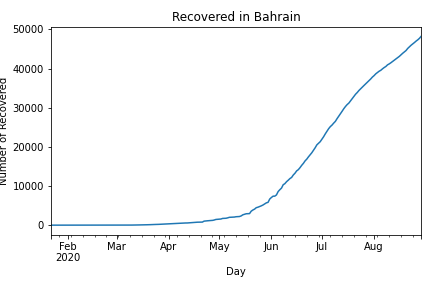 Recovered in Bahrain
50000
40000
30000
20000
10000
0
Number of Recovered
Feb Mar Apr May Jun Jul Aug
2020
Day